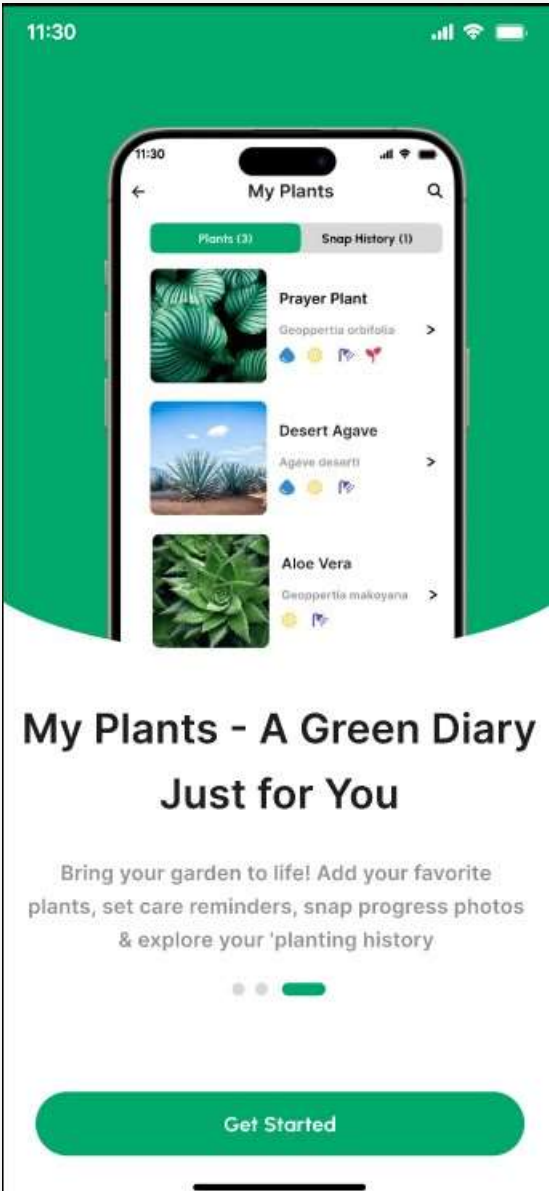 11:30
11:30
My Plants
Plants (3)
Snap History (1)
Prayer Plant
Geoppertia orbifolia
>
Desert Agave
Agave deserti
>
Aloe Vera
Geoppertia makoyana
>
My Plants - A Green Diary
Just for You
Bring your garden to life! Add your favorite
plants, set care reminders, snap progress photos
& explore your 'planting history
Get Started